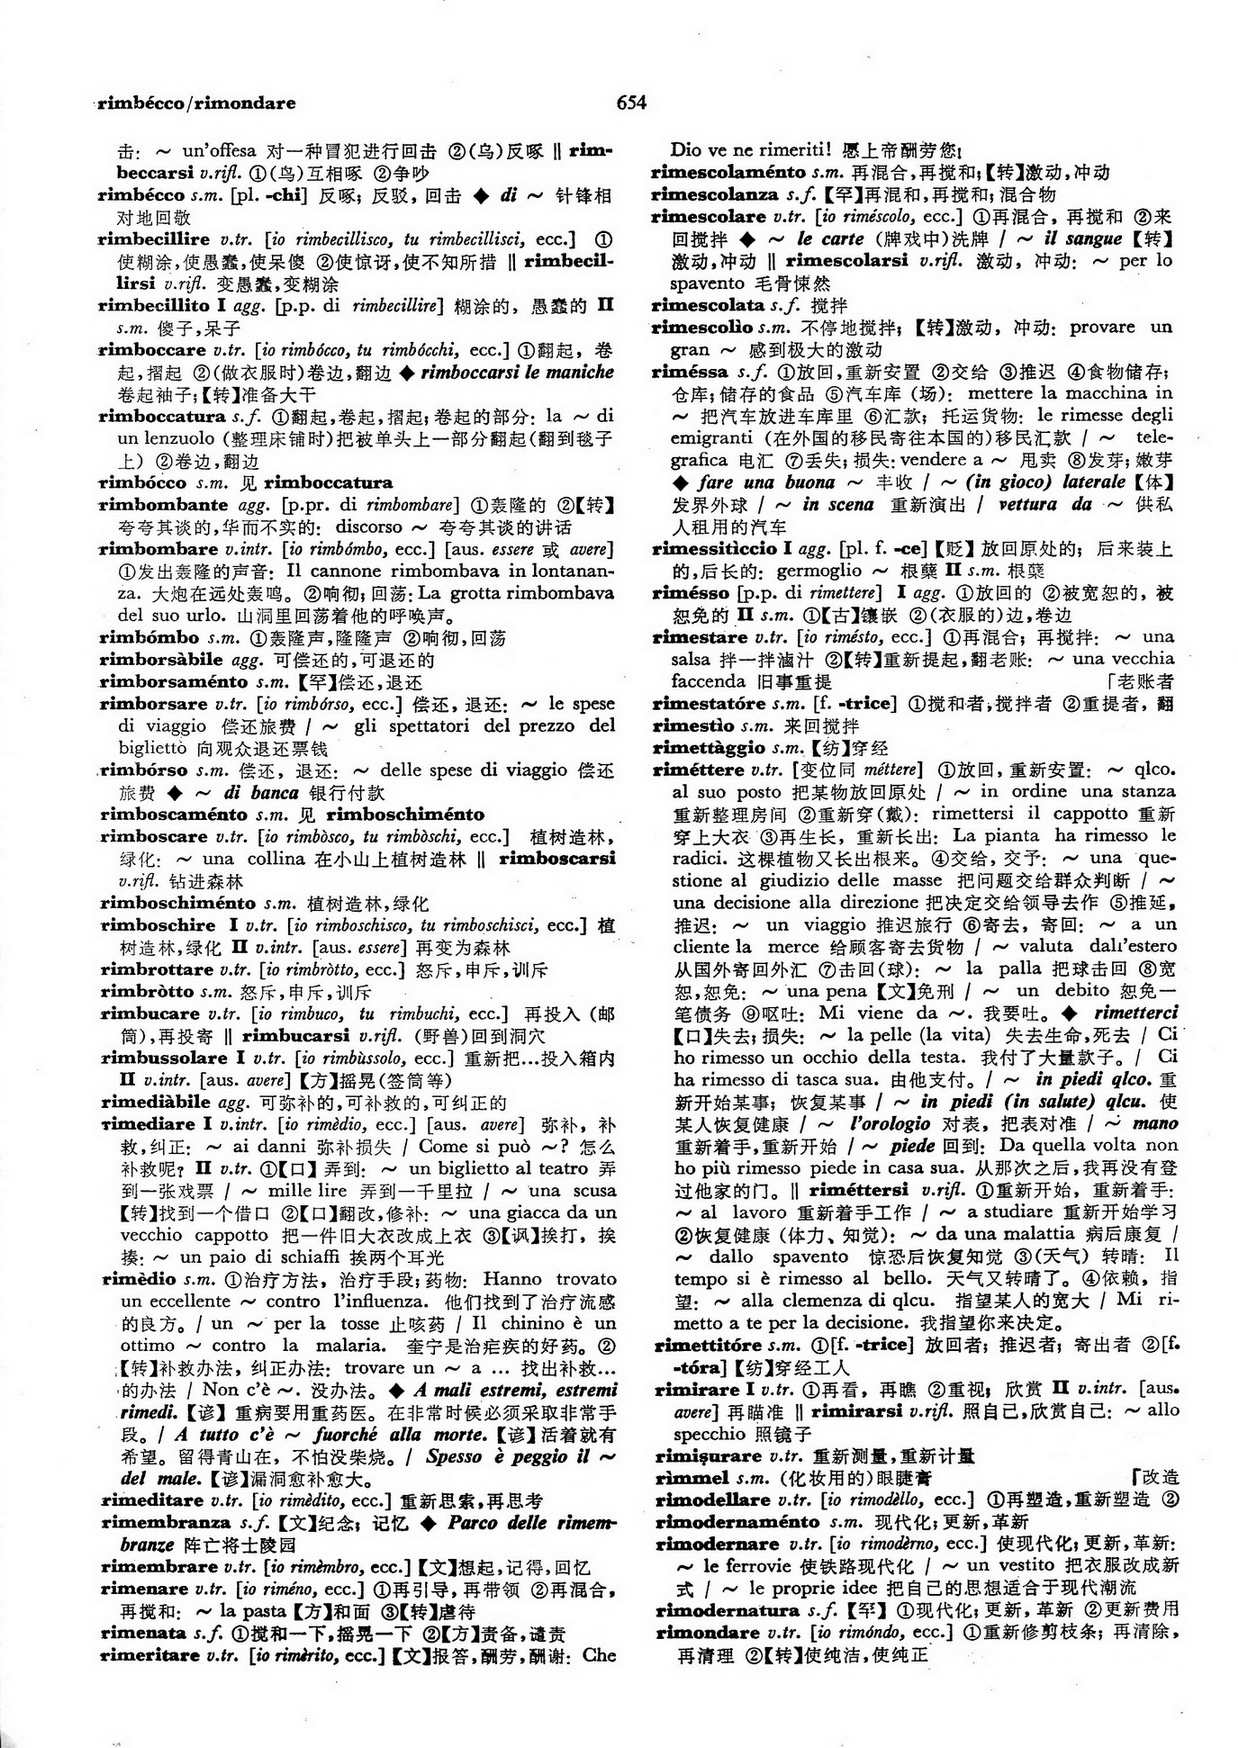 rimbécco/rimondare
654
击: ～ un'offesa 对一种冒犯进行回击 ②(鸟)反啄 ‖ rim-
beccarsi v.rifl. ①(鸟)互相啄 ②争吵
rimbécco s.m. [pl. -chi] 反啄; 反驳, 回击 ◆ di ～ 针锋相
对地回敬
rimbecillire v.tr. [io rimbecillisco, tu rimbecillisci, ecc.] ①
使糊涂,使愚蠢,使呆傻 ②使惊讶,使不知所措 ‖ rimbecil-
lirsi v.rifl. 变愚蠢,变糊涂
rimbecillito I agg. [p.p. di rimbecillire] 糊涂的, 愚蠢的 II
s.m. 傻子,呆子
rimboccare v.tr. [io rimbócco, tu rimbócchi, ecc.] ①翻起, 卷
起,摺起 ②(做衣服时)卷边,翻边 ◆ rimboccarsi le maniche
卷起袖子;【转】准备大干
rimboccatura s.f. ①翻起,卷起,摺起; 卷起的部分: la ～ di
un lenzuolo (整理床铺时)把被单头上一部分翻起(翻到毯子
上) ②卷边,翻边
rimbócco s.m. 见 rimboccatura
rimbombante agg. [p.pr. di rimbombare] ①轰隆的 ②【转】
夸夸其谈的,华而不实的: discorso ～ 夸夸其谈的讲话
rimbombare v.intr. [io rimbómbo, ecc.] [aus. essere 或 avere]
①发出轰隆的声音: Il cannone rimbombava in lontanan-
za. 大炮在远处轰鸣。 ②响彻; 回荡: La grotta rimbombava
del suo urlo. 山洞里回荡着他的呼唤声。
rimbómbo s.m. ①轰隆声,隆隆声 ②响彻,回荡
rimborsàbile agg. 可偿还的,可退还的
rimborsaménto s.m.【罕】偿还,退还
rimborsare v.tr. [io rimbórso, ecc.] 偿还, 退还: ～ le spese
di viaggio 偿还旅费 / ～ gli spettatori del prezzo del
biglietto 向观众退还票钱
rimbórso s.m. 偿还, 退还: ～ delle spese di viaggio 偿还
旅费 ◆ ～ di banca 银行付款
rimboscaménto s.m. 见 rimboschiménto
rimboscare v.tr. [io rimbòsco, tu rimbòschi, ecc.] 植树造林,
绿化: ～ una collina 在小山上植树造林 ‖ rimboscarsi
v.rifl. 钻进森林
rimboschiménto s.m. 植树造林,绿化
rimboschire I v.tr. [io rimboschisco, tu rimboschisci, ecc.] 植
树造林,绿化 II v.intr. [aus. essere] 再变为森林
rimbrottare v.tr. [io rimbròtto, ecc.] 怒斥,申斥,训斥
rimbròtto s.m. 怒斥,申斥,训斥
rimbucare v.tr. [io rimbuco, tu rimbuchi, ecc.] 再投入 (邮
筒),再投寄 ‖ rimbucarsi v.rifl. (野兽)回到洞穴
rimbussolare I v.tr. [io rimbùssolo, ecc.] 重新把…投入箱内
II v.intr. [aus. avere]【方】摇晃(签筒等)
rimediàbile agg. 可弥补的,可补救的,可纠正的
rimediare I v.intr. [io rimèdio, ecc.] [aus. avere] 弥补, 补
救,纠正: ～ ai danni 弥补损失 / Come si può ～? 怎么
补救呢? II v.tr. ①【口】弄到: ～ un biglietto al teatro 弄
到一张戏票 / ～ mille lire 弄到一千里拉 / ～ una scusa
【转】找到一个借口 ②【口】翻改,修补: ～ una giacca da un
vecchio cappotto 把一件旧大衣改成上衣 ③【讽】挨打, 挨
揍: ～ un paio di schiaffi 挨两个耳光
rimèdio s.m. ①治疗方法, 治疗手段; 药物: Hanno trovato
un eccellente ～ contro l'influenza. 他们找到了治疗流感
的良方。 / un ～ per la tosse 止咳药 / Il chinino è un
ottimo ～ contro la malaria. 奎宁是治疟疾的好药。 ②
【转】补救办法, 纠正办法: trovare un ～ a … 找出补救…
的办法 / Non c'è ～. 没办法。 ◆ A mali estremi, estremi
rimedi.【谚】重病要用重药医。在非常时候必须采取非常手
段。 / A tutto c'è ～ fuorché alla morte.【谚】活着就有
希望。留得青山在, 不怕没柴烧。 / Spesso è peggio il ～
del male.【谚】漏洞愈补愈大。
rimeditare v.tr. [io rimèdito, ecc.] 重新思索,再思考
rimembranza s.f.【文】纪念; 记忆 ◆ Parco delle rimem-
branze 阵亡将士陵园
rimembrare v.tr. [io rimèmbro, ecc.]【文】想起,记得,回忆
rimenare v.tr. [io riméno, ecc.] ①再引导,再带领 ②再混合,
再搅和: ～ la pasta【方】和面 ③【转】虐待
rimenata s.f. ①搅和一下,摇晃一下 ②【方】责备,谴责
rimeritare v.tr. [io rimèrito, ecc.]【文】报答,酬劳,酬谢: Che
Dio ve ne rimeriti! 愿上帝酬劳您!
rimescolaménto s.m. 再混合,再搅和;【转】激动,冲动
rimescolanza s.f.【罕】再混和,再搅和; 混合物
rimescolare v.tr. [io riméscolo, ecc.] ①再混合, 再搅和 ②来
回搅拌 ◆ ～ le carte (牌戏中)洗牌 / ～ il sangue【转】
激动,冲动 ‖ rimescolarsi v.rifl. 激动, 冲动: ～ per lo
spavento 毛骨悚然
rimescolata s.f. 搅拌
rimescolìo s.m. 不停地搅拌; 【转】激动, 冲动: provare un
gran ～ 感到极大的激动
riméssa s.f. ①放回,重新安置 ②交给 ③推迟 ④食物储存;
仓库; 储存的食品 ⑤汽车库 (场): mettere la macchina in
～ 把汽车放进车库里 ⑥汇款; 托运货物: le rimesse degli
emigranti (在外国的移民寄往本国的)移民汇款 / ～ tele-
grafica 电汇 ⑦丢失; 损失: vendere a ～ 甩卖 ⑧发芽; 嫩芽
◆ fare una buona ～ 丰收 / ～ (in gioco) laterale【体】
发界外球 / ～ in scena 重新演出 / vettura da ～ 供私
人租用的汽车
rimessitìccio I agg. [pl. f. -ce]【贬】放回原处的; 后来装上
的,后长的: germoglio ～ 根蘖 II s.m. 根蘖
rimésso [p.p. di rimettere] I agg. ①放回的 ②被宽恕的, 被
恕免的 II s.m. ①【古】镶嵌 ②(衣服的)边,卷边
rimestare v.tr. [io rimésto, ecc.] ①再混合; 再搅拌: ～ una
salsa 拌一拌滷汁 ②【转】重新提起,翻老账: ～ una vecchia
faccenda 旧事重提 「老账者
rimestatóre s.m. [f. -trice] ①搅和者,搅拌者 ②重提者, 翻
rimestìo s.m. 来回搅拌
rimettàggio s.m.【纺】穿经
riméttere v.tr. [变位同 méttere] ①放回, 重新安置: ～ qlco.
al suo posto 把某物放回原处 / ～ in ordine una stanza
重新整理房间 ②重新穿(戴): rimettersi il cappotto 重新
穿上大衣 ③再生长, 重新长出: La pianta ha rimesso le
radici. 这棵植物又长出根来。 ④交给, 交予: ～ una que-
stione al giudizio delle masse 把问题交给群众判断 / ～
una decisione alla direzione 把决定交给领导去作 ⑤推延,
推迟: ～ un viaggio 推迟旅行 ⑥寄去, 寄回: ～ a un
cliente la merce 给顾客寄去货物 / ～ valuta dall'estero
从国外寄回外汇 ⑦击回(球): ～ la palla 把球击回 ⑧宽
恕,恕免: ～ una pena【文】免刑 / ～ un debito 恕免一
笔债务 ⑨呕吐: Mi viene da ～. 我要吐。 ◆ rimetterci
【口】失去; 损失: ～ la pelle (la vita) 失去生命,死去 / Ci
ho rimesso un occhio della testa. 我付了大量款子。 / Ci
ha rimesso di tasca sua. 由他支付。 / ～ in piedi qlco. 重
新开始某事; 恢复某事 / ～ in piedi (in salute) qlcu. 使
某人恢复健康 / ～ l'orologio 对表, 把表对准 / ～ mano
重新着手,重新开始 / ～ piede 回到: Da quella volta non
ho più rimesso piede in casa sua. 从那次之后,我再没有登
过他家的门。 ‖ riméttersi v.rifl. ①重新开始, 重新着手:
～ al lavoro 重新着手工作 / ～ a studiare 重新开始学习
②恢复健康 (体力、知觉): ～ da una malattia 病后康复 /
～ dallo spavento 惊恐后恢复知觉 ③(天气) 转晴: Il
tempo si è rimesso al bello. 天气又转晴了。 ④依赖, 指
望: ～ alla clemenza di qlcu. 指望某人的宽大 / Mi ri-
metto a te per la decisione. 我指望你来决定。
rimettitóre s.m. ①[f. -trice] 放回者; 推迟者; 寄出者 ②[f.
-tóra]【纺】穿经工人
rimirare I v.tr. ①再看, 再瞧 ②重视; 欣赏 II v.intr. [aus.
avere] 再瞄准 ‖ rimirarsi v.rifl. 照自己,欣赏自己: ～ allo
specchio 照镜子
rimiṣurare v.tr. 重新测量,重新计量
rìmmel s.m. (化妆用的)眼睫膏 「改造
rimodellare v.tr. [io rimodèllo, ecc.] ①再塑造,重新塑造 ②
rimodernaménto s.m. 现代化; 更新,革新
rimodernare v.tr. [io rimodèrno, ecc.] 使现代化; 更新,革新:
～ le ferrovie 使铁路现代化 / ～ un vestito 把衣服改成新
式 / ～ le proprie idee 把自己的思想适合于现代潮流
rimodernatura s.f.【罕】①现代化; 更新, 革新 ②更新费用
rimondare v.tr. [io rimóndo, ecc.] ①重新修剪枝条; 再清除,
再清理 ②【转】使纯洁,使纯正